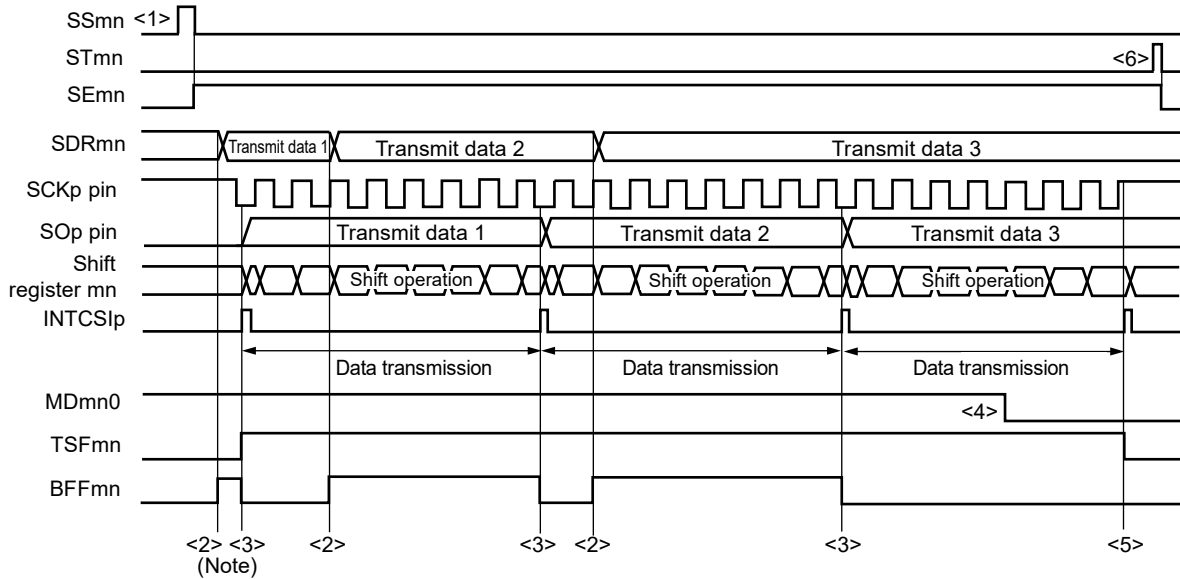 SSmn <1>
STmn <6>
SEmn
SDRmn Transmit data 1 Transmit data 2 Transmit data 3
SCKp pin
SOp pin Transmit data 1 Transmit data 2 Transmit data 3
Shift
register mn Shift operation Shift operation Shift operation
INTCSIp
Data transmission Data transmission Data transmission
MDmn0 <4>
TSFmn
BFFmn
<2> <3> <2> <3> <2> <3> <5>
(Note)